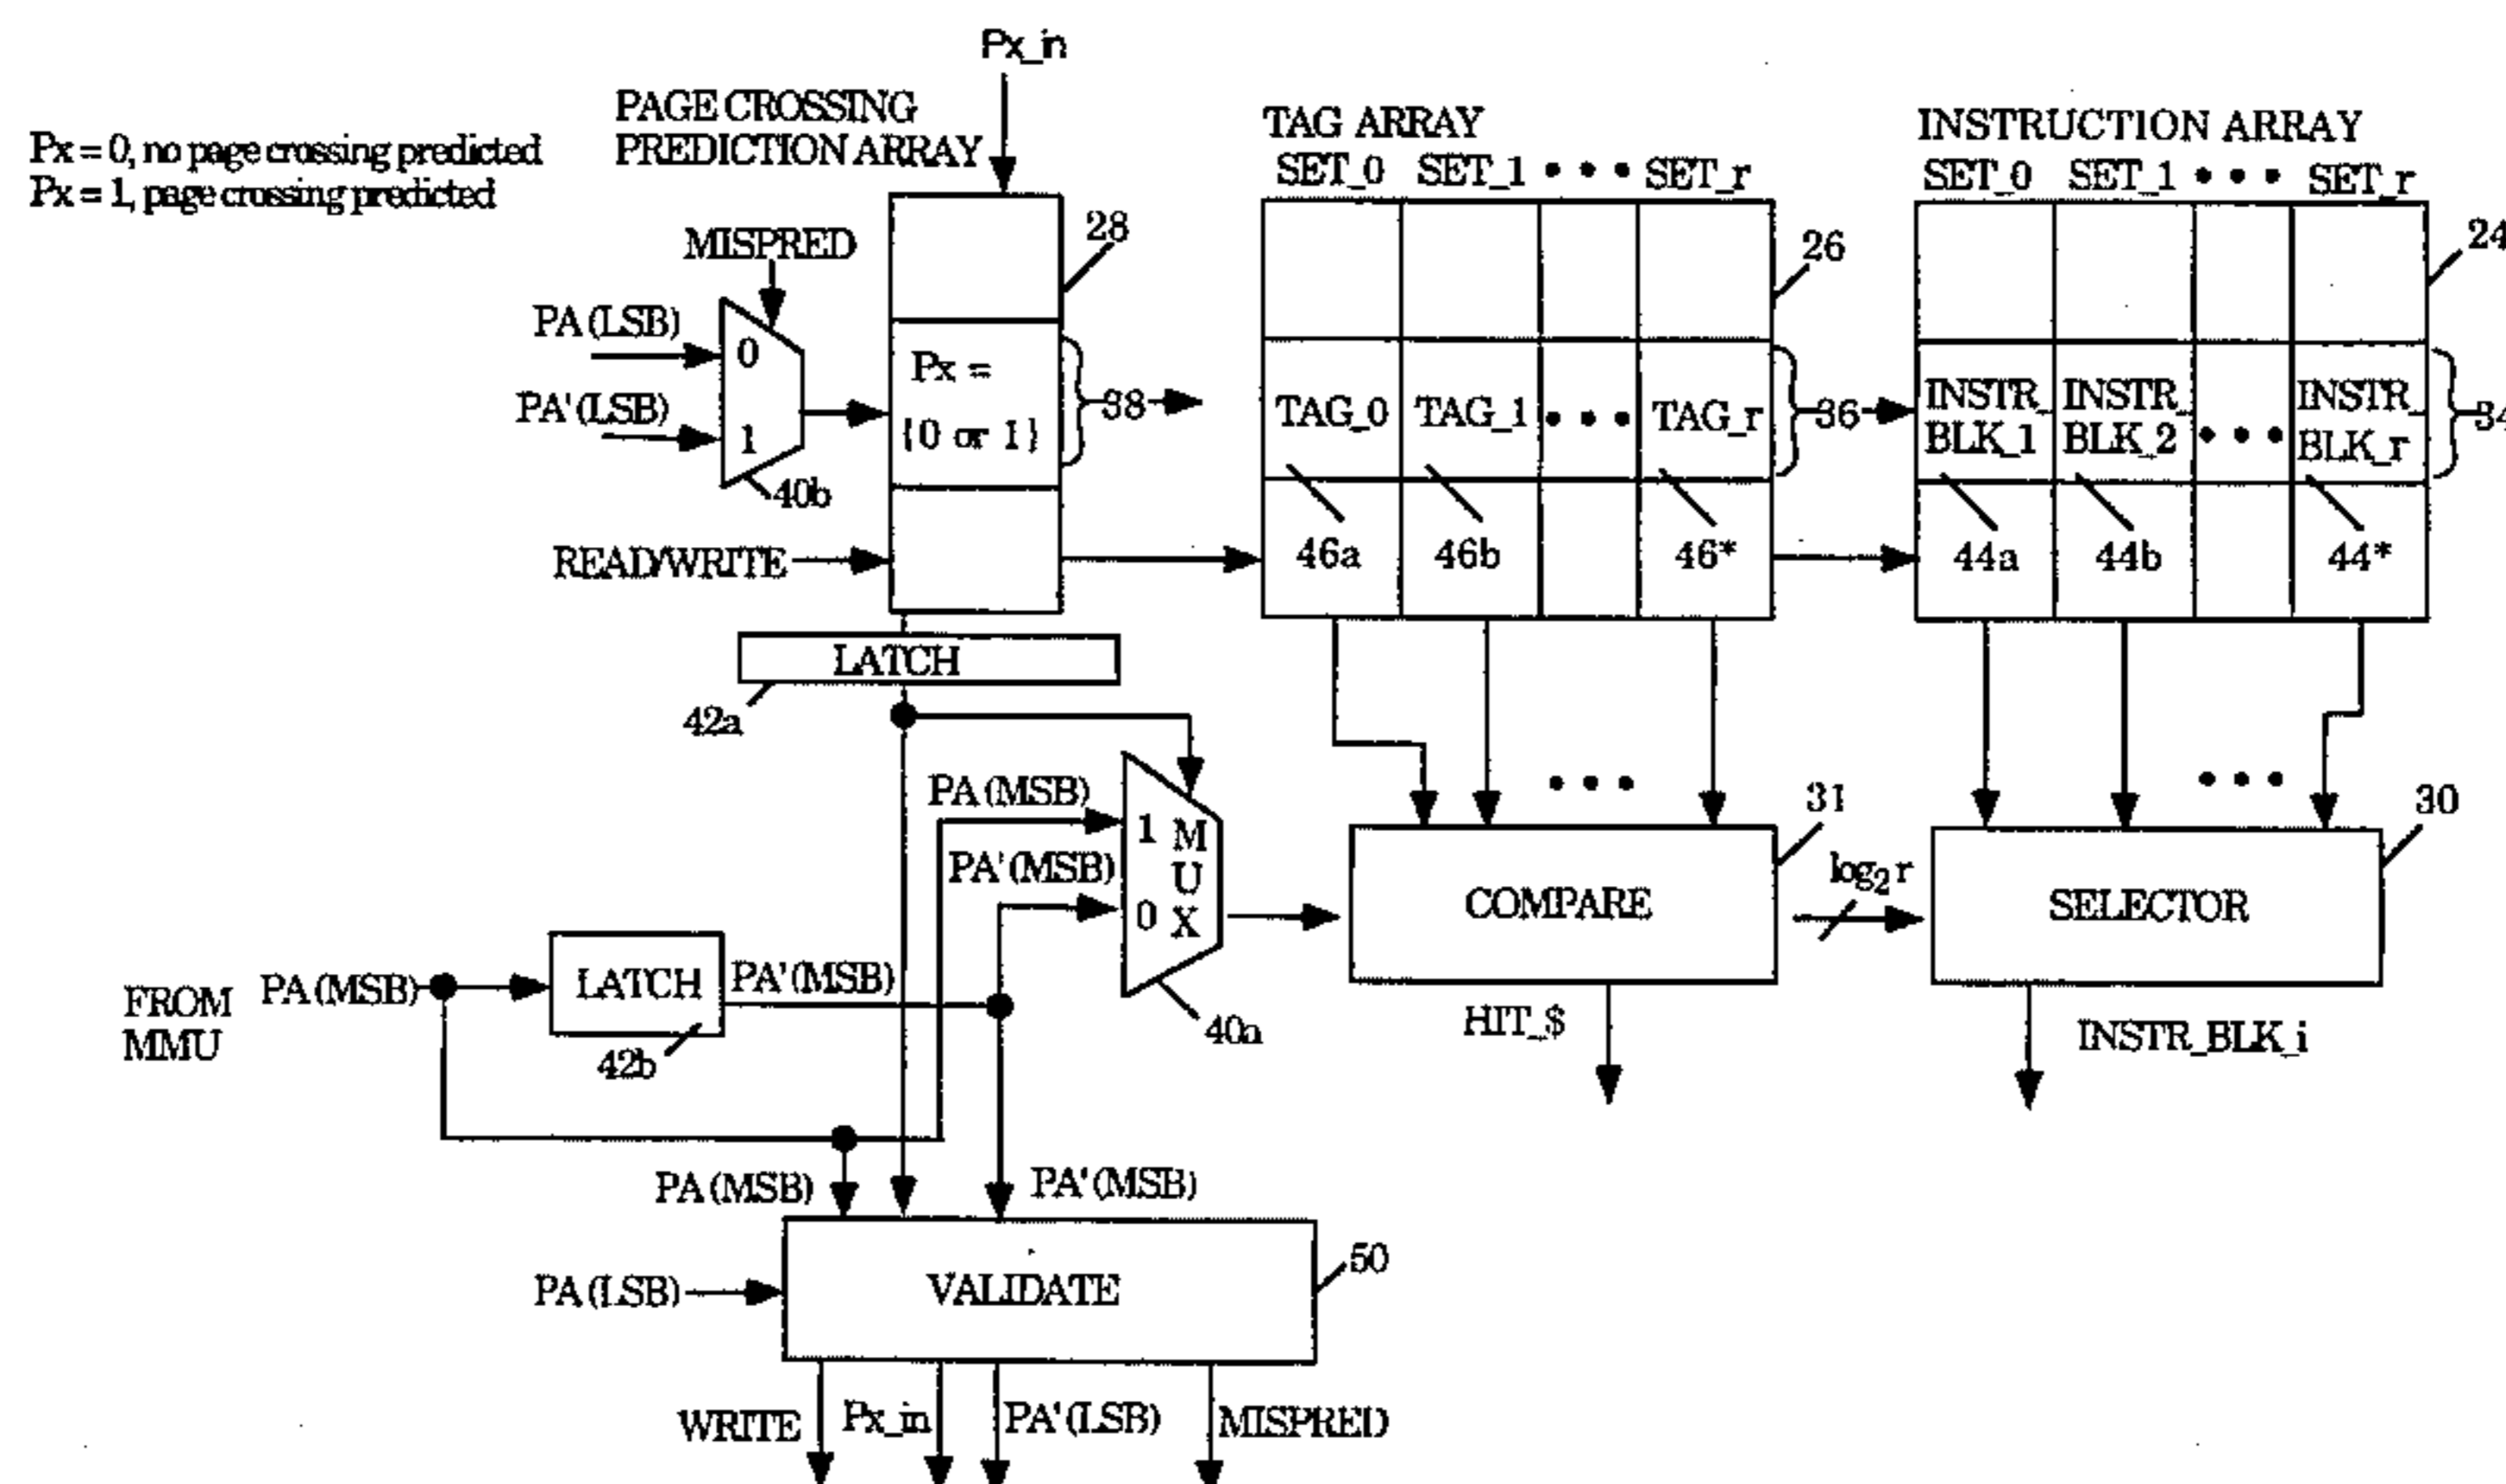 Px_in
PAGE CROSSING
PREDICTION ARRAY
Px = 0, no page crossing predicted
Px = 1, page crossing predicted
TAG ARRAY
SET_0 SET_1 • • • SET_r
INSTRUCTION ARRAY
SET_0 SET_1 • • • SET_r
28
26
24
MISPRED
PA (LSB)
0
PA' (LSB)
1
40b
Px =
{0 or 1}
38
TAG_0 TAG_1 • • • TAG_r
36
INSTR_
BLK_1
INSTR_
BLK_2
• • •
INSTR_
BLK_r
34
READ/WRITE
46a 46b 46*
44a 44b 44*
LATCH
42a
PA (MSB)
PA' (MSB)
1
0
M
U
X
40a
• • •
31
COMPARE
HIT_$
log2 r
• • •
30
SELECTOR
INSTR_BLK_i
FROM
MMU
PA (MSB)
LATCH
42b
PA' (MSB)
PA (MSB)
PA' (MSB)
PA (LSB)
VALIDATE
50
WRITE
Px_in
PA' (LSB)
MISPRED